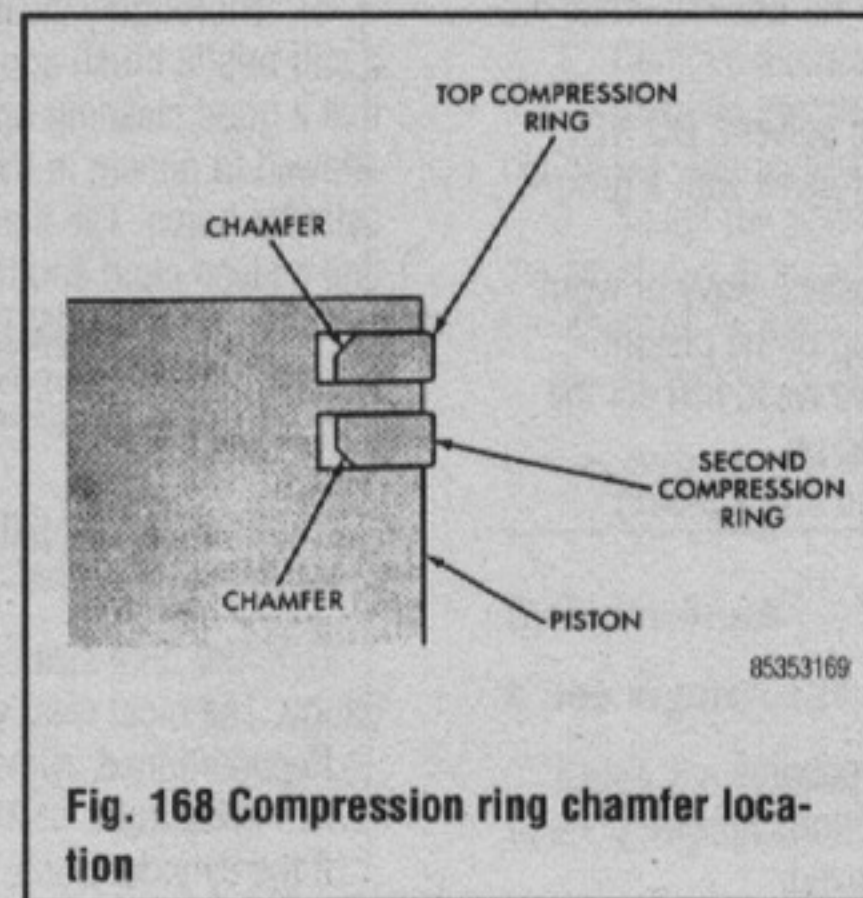 TOP COMPRESSION
RING
CHAMFER
SECOND
COMPRESSION
RING
CHAMFER
PISTON
85353169
Fig. 168 Compression ring chamfer loca-
tion